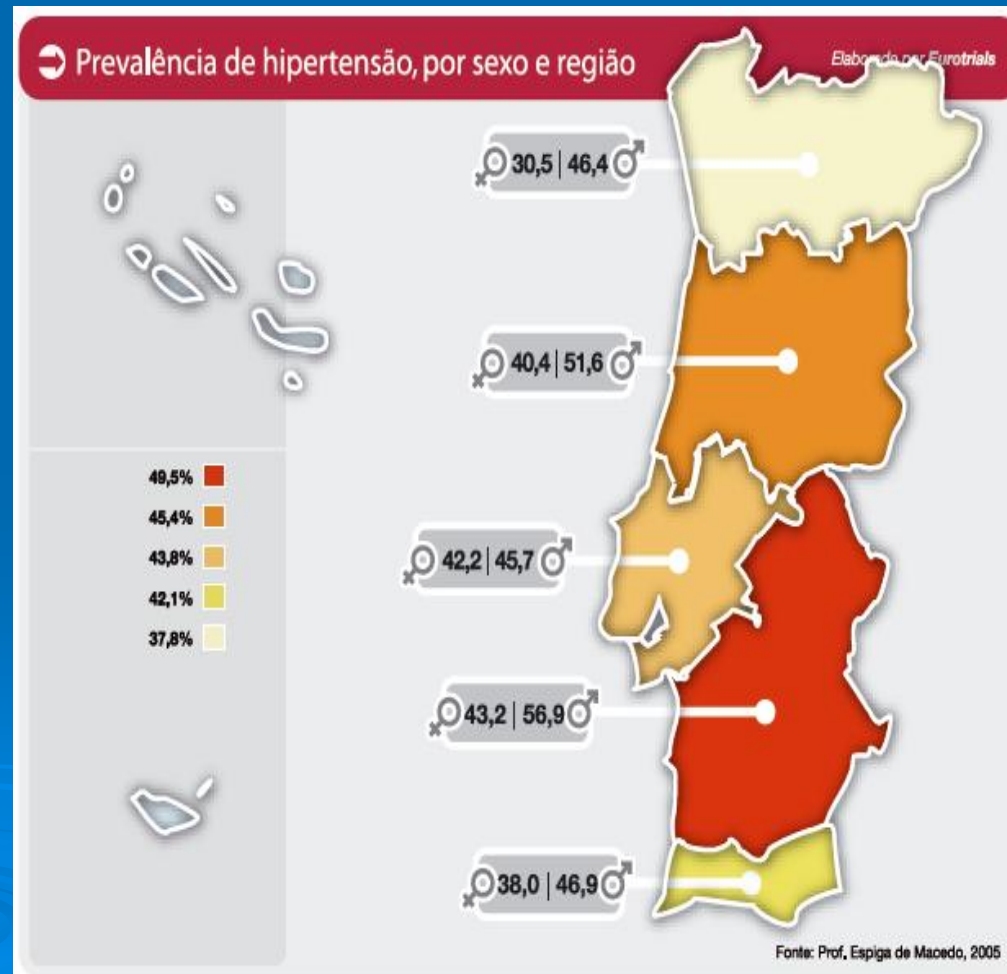 Prevalência de hipertensão, por sexo e região
Elaborado por Eurotrials
30,5 | 46,4
40,4 | 51,6
49,5%
45,4%
43,8%
42,1%
37,8%
42,2 | 45,7
43,2 | 56,9
38,0 | 46,9
Fonte: Prof. Espiga de Macedo, 2005